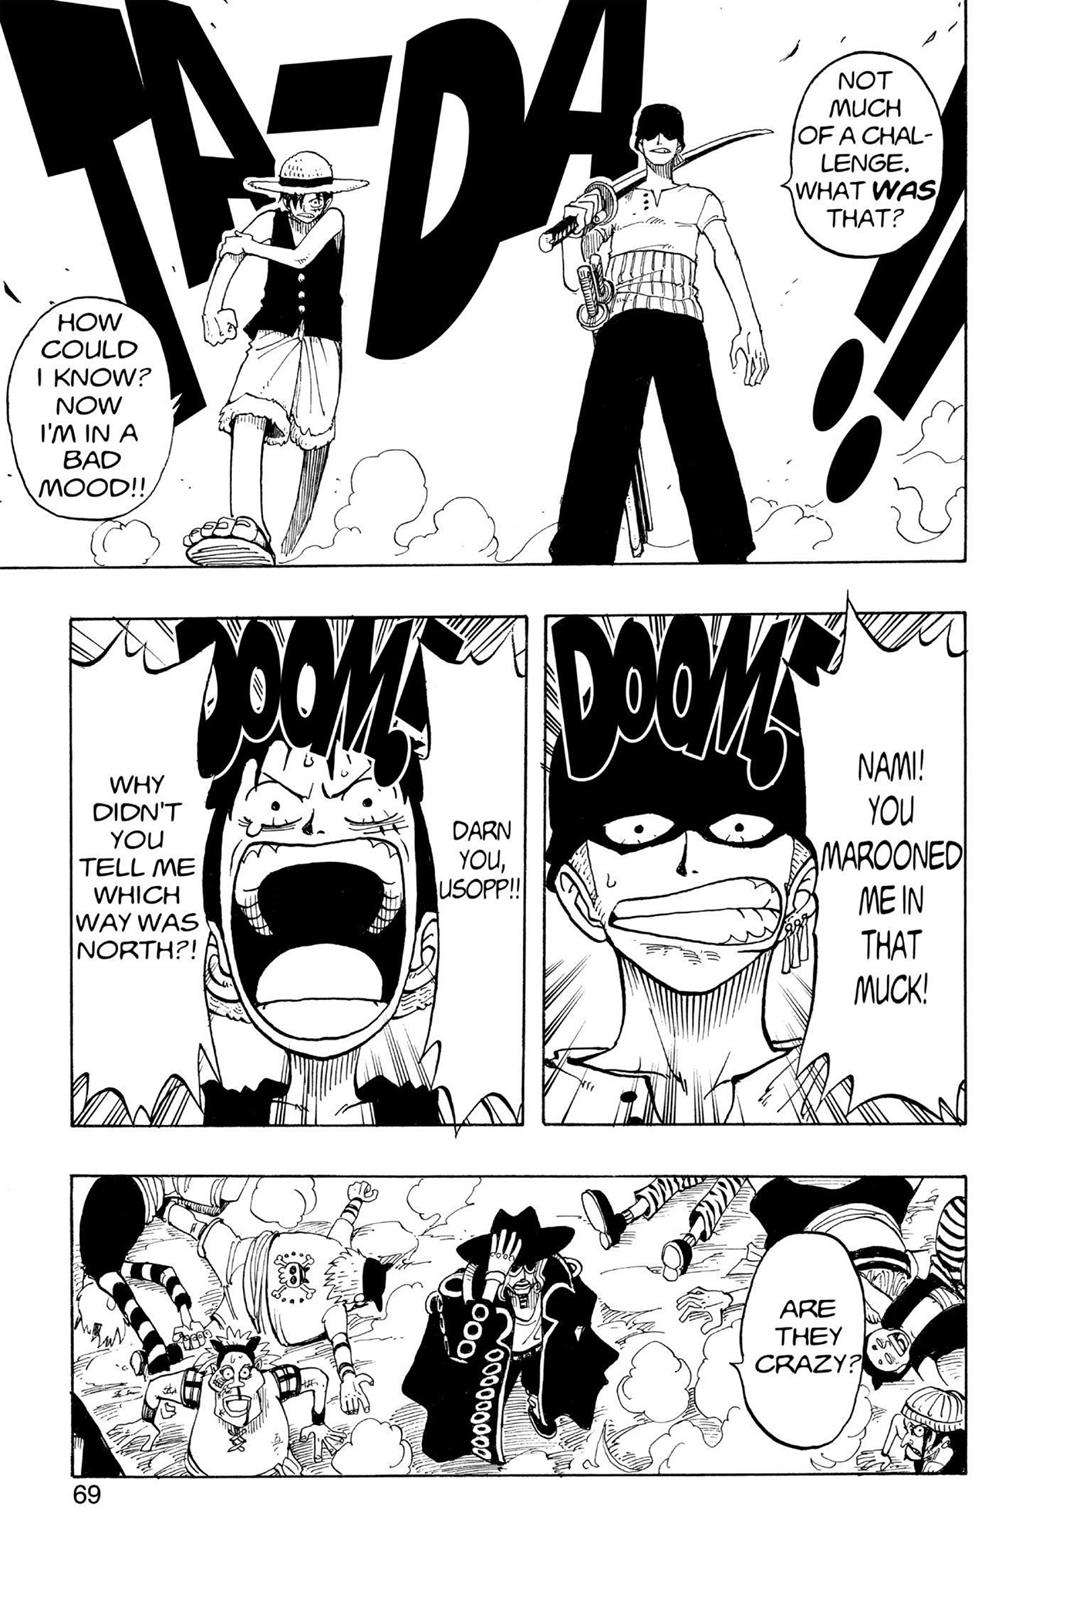 TA-DA!!
NOT
MUCH
OF A CHAL-
LENGE.
WHAT WAS
THAT?
HOW
COULD
I KNOW?
NOW
I'M IN A
BAD
MOOD!!
DOOM
NAMI!
YOU
MAROONED
ME IN
THAT
MUCK!
DOOM
DARN
YOU,
USOPP!!
WHY
DIDN'T
YOU
TELL ME
WHICH
WAY WAS
NORTH?!
ARE
THEY
CRAZY?
69